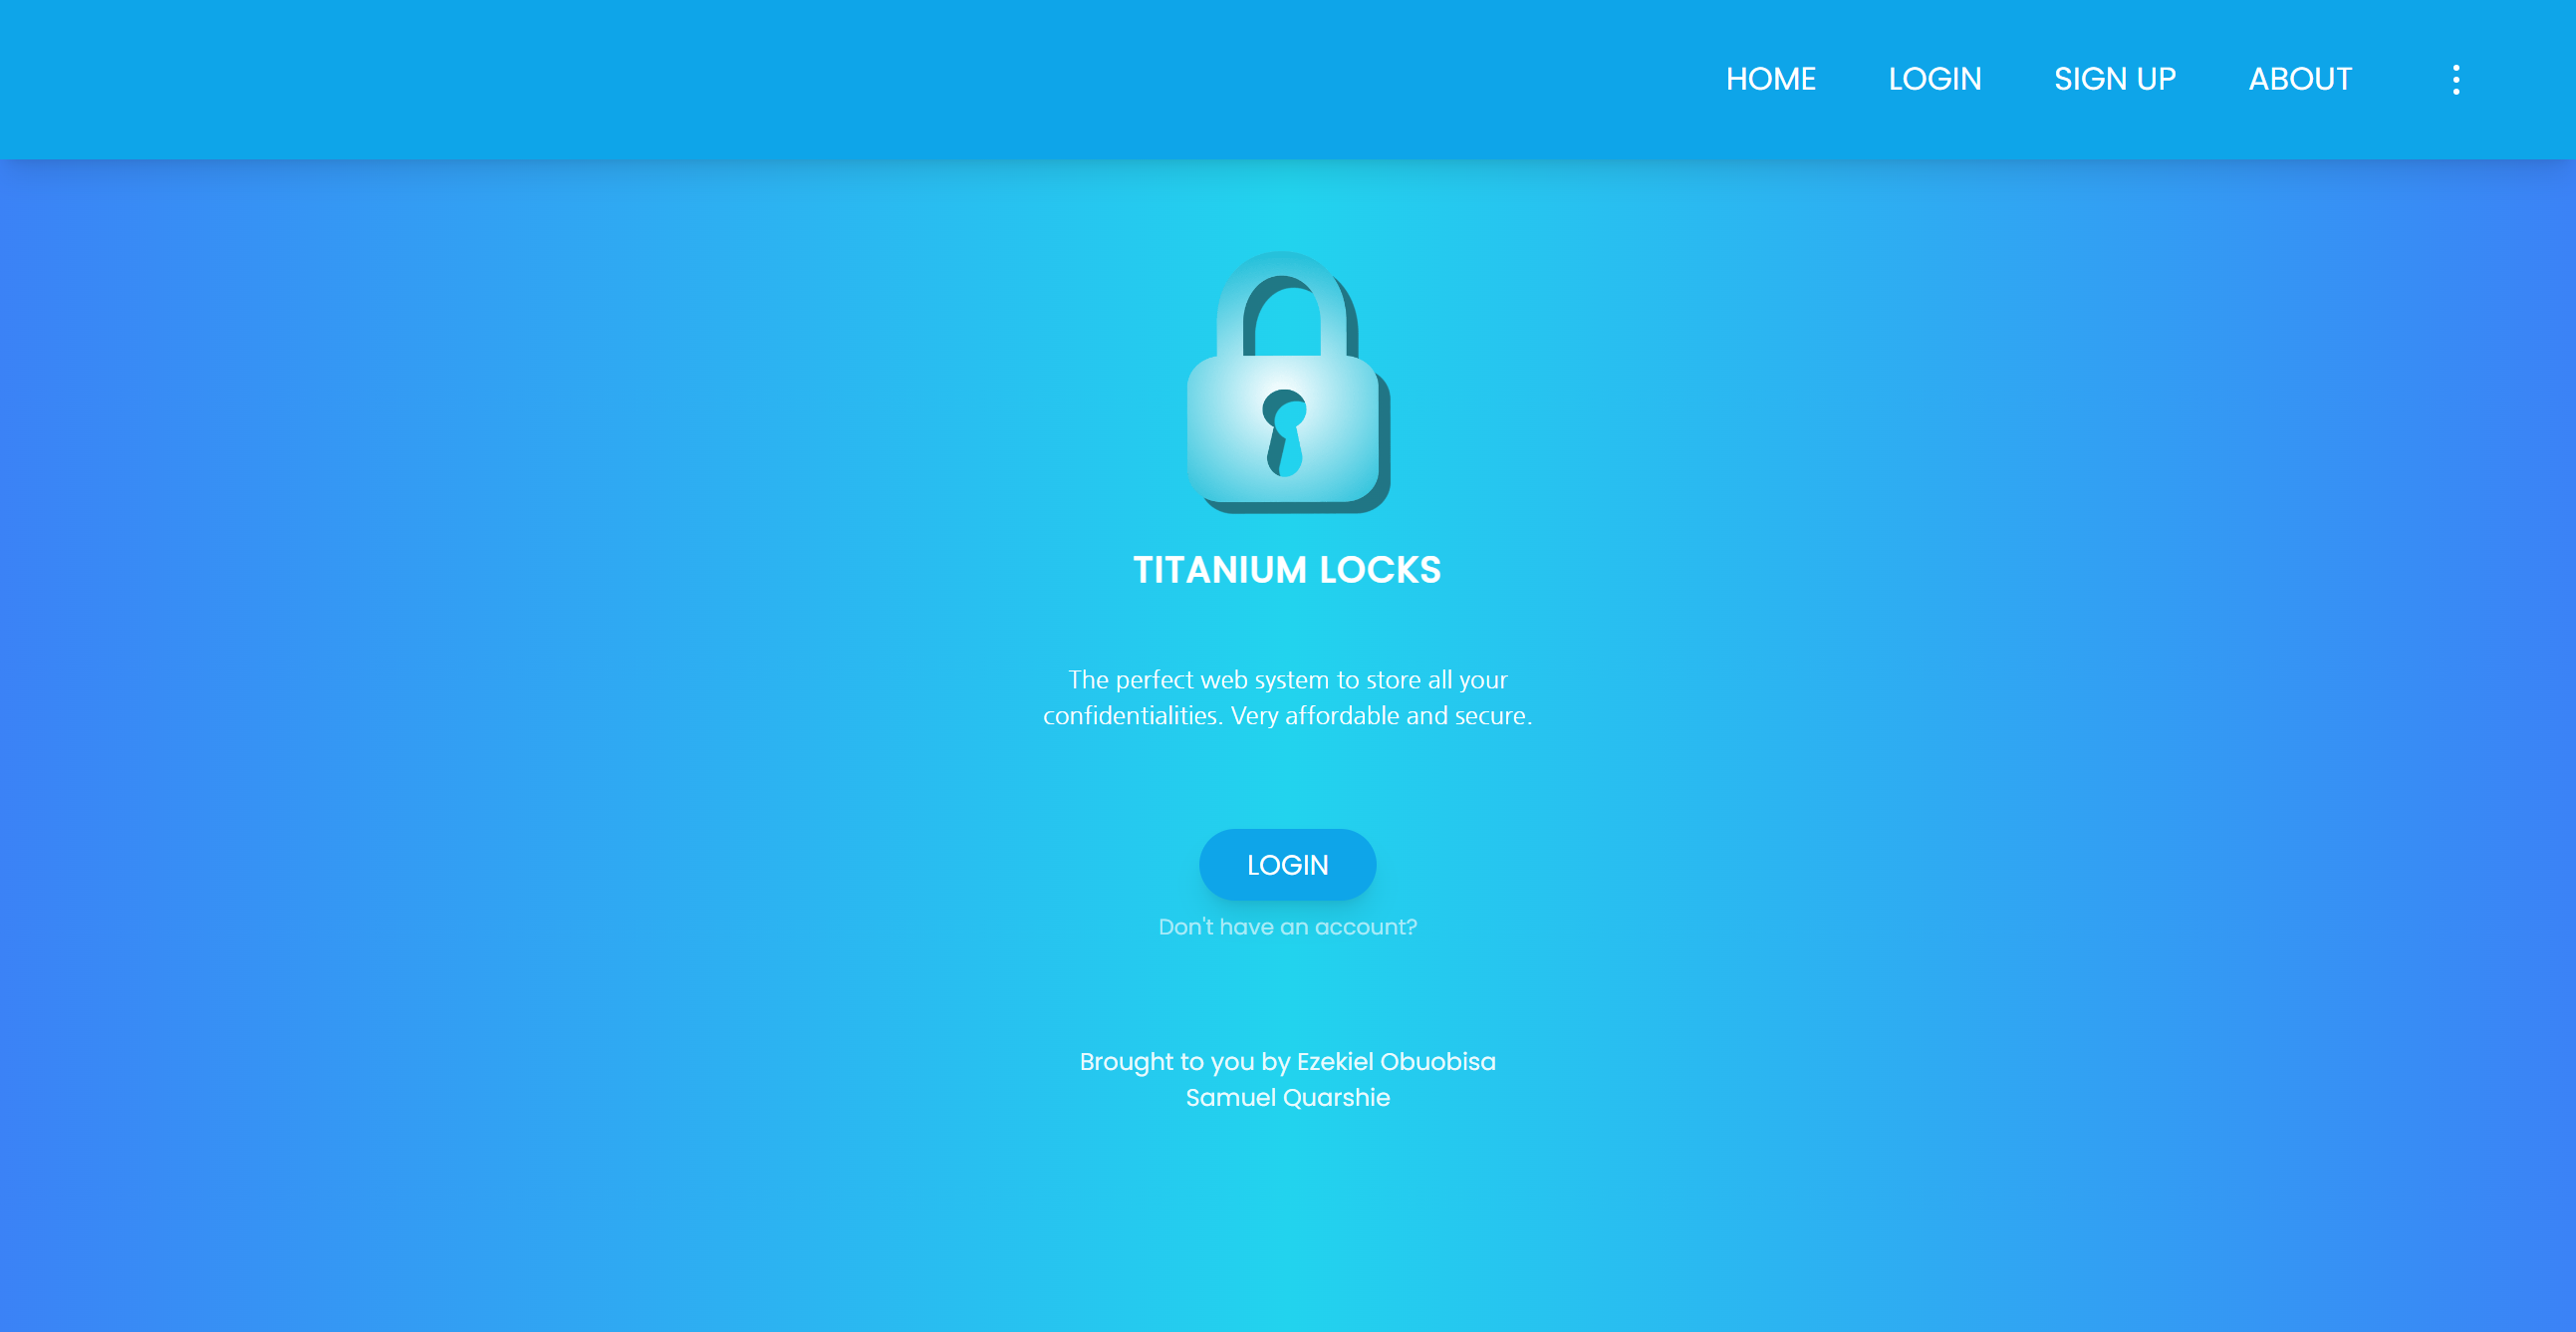 HOME LOGIN SIGN UP ABOUT
TITANIUM LOCKS
The perfect web system to store all your
confidentialities. Very affordable and secure.
LOGIN
Don't have an account?
Brought to you by Ezekiel Obuobisa
Samuel Quarshie